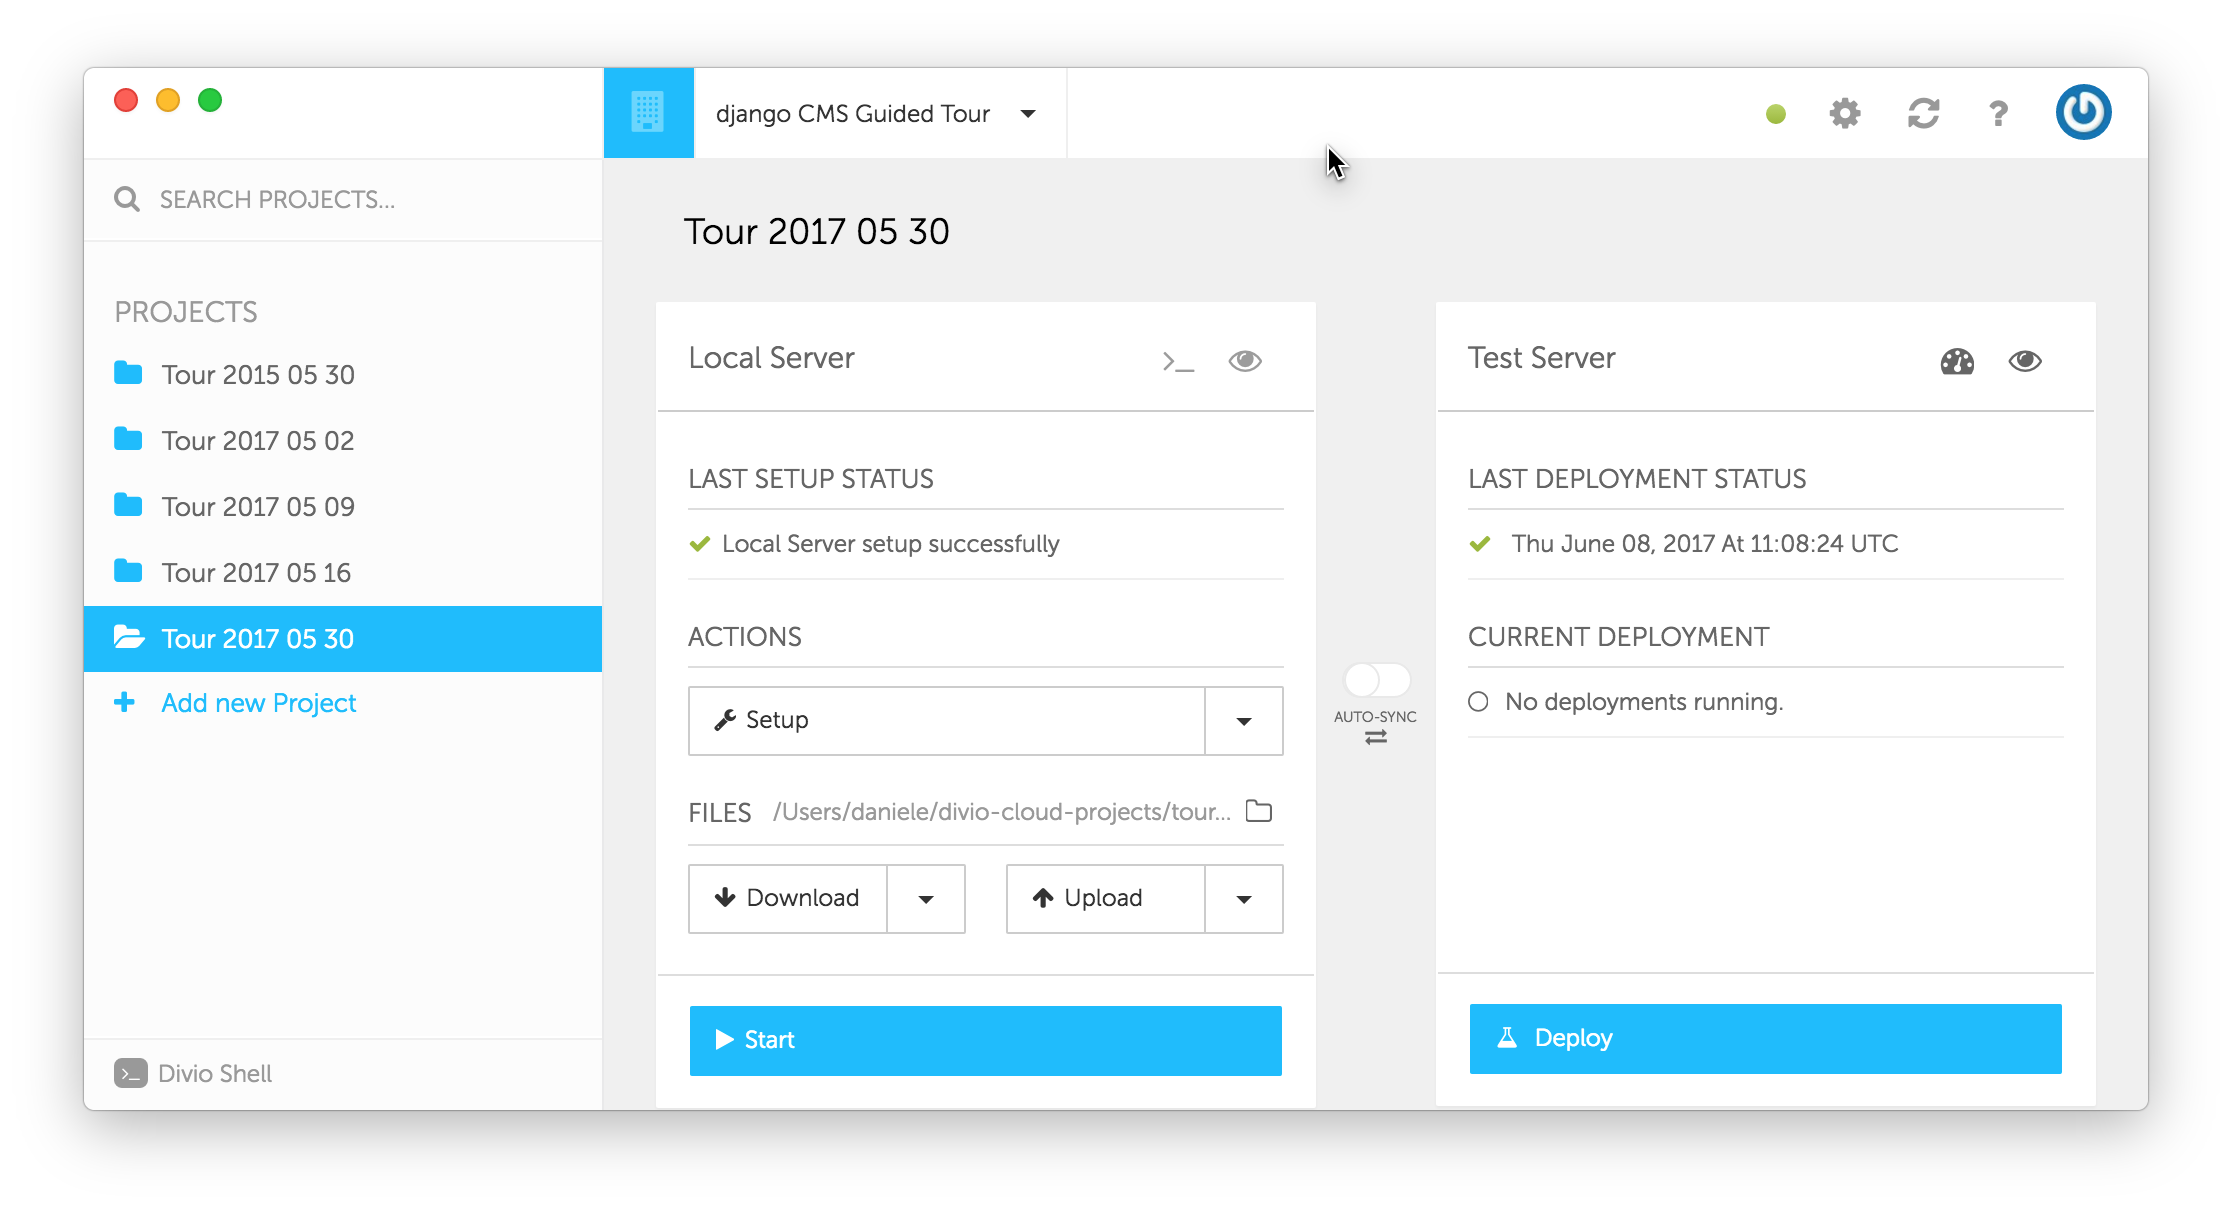 django CMS Guided Tour
SEARCH PROJECTS...
PROJECTS
Tour 2015 05 30
Tour 2017 05 02
Tour 2017 05 09
Tour 2017 05 16
Tour 2017 05 30
Add new Project
Divio Shell
Tour 2017 05 30
Local Server
LAST SETUP STATUS
Local Server setup successfully
ACTIONS
Setup
FILES /Users/daniele/divio-cloud-projects/tour...
Download
Upload
Start
AUTO-SYNC
Test Server
LAST DEPLOYMENT STATUS
Thu June 08, 2017 At 11:08:24 UTC
CURRENT DEPLOYMENT
No deployments running.
Deploy